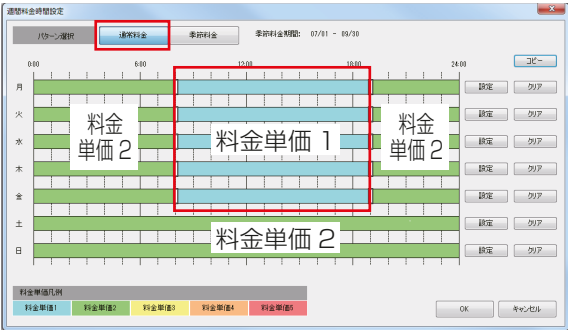 週間料金時間設定
パターン選択 通常料金 季節料金 季節料金期間: 07/01 - 09/30
0:00 6:00 12:00 18:00 24:00 コピー
月 設定 クリア
火 設定 クリア
料金
単価2
料金単価1
料金
単価2
水 設定 クリア
木 設定 クリア
金 設定 クリア
土 設定 クリア
料金単価2
日 設定 クリア
料金単価凡例
料金単価1 料金単価2 料金単価3 料金単価4 料金単価5
OK キャンセル